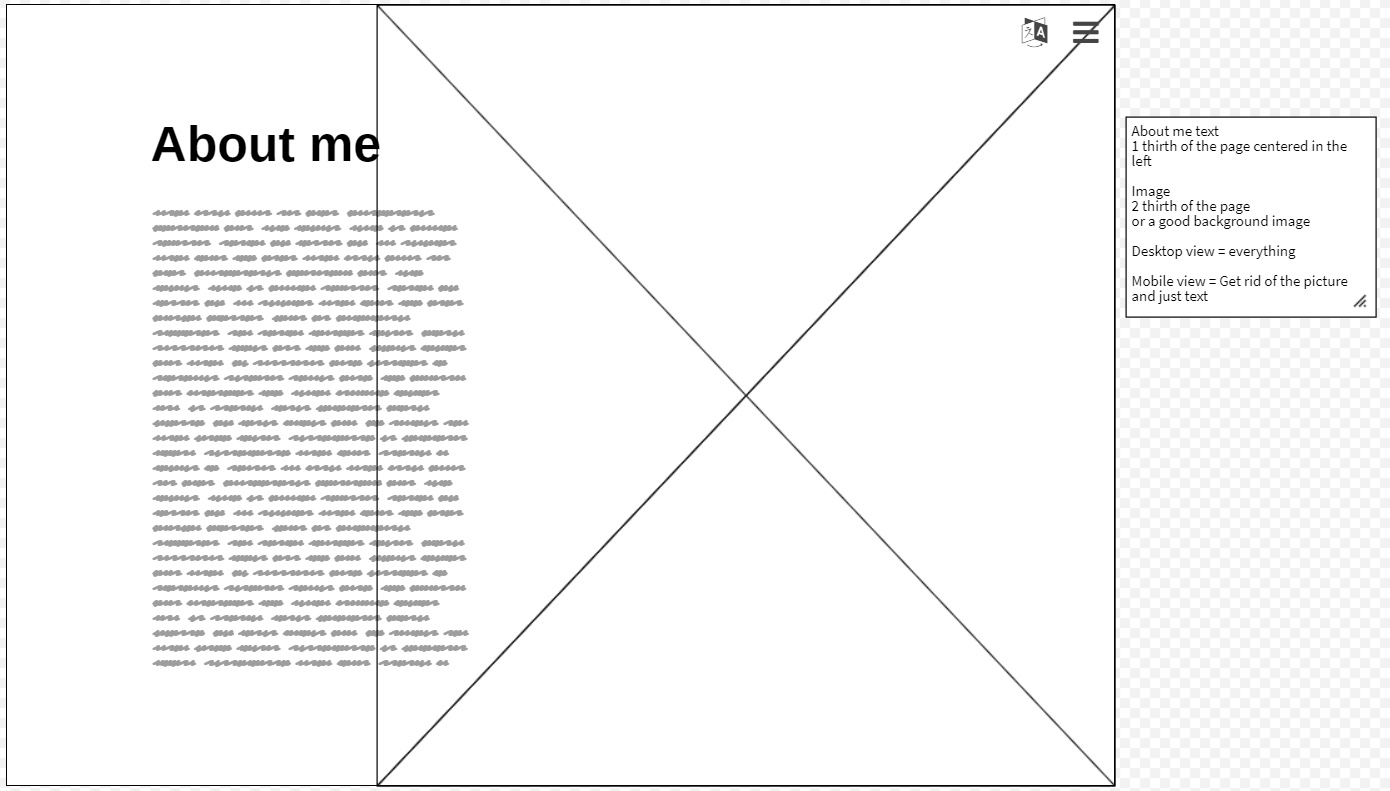 About me
About me text
1 thirth of the page centered in the
left
Image
2 thirth of the page
or a good background image
Desktop view = everything
Mobile view = Get rid of the picture
and just text
A